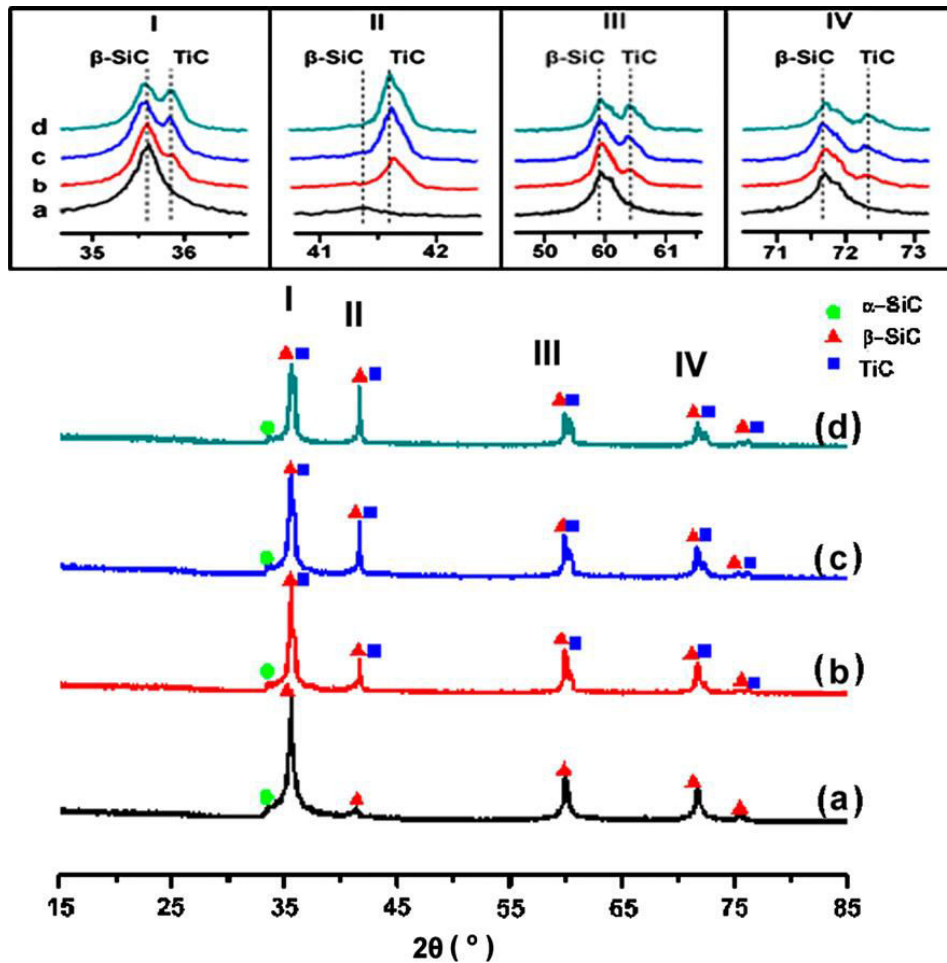 I II III IV
β-SiC TiC β-SiC TiC β-SiC TiC β-SiC TiC
d
c
b
a
35 36 41 42 50 60 61 71 72 73
I
II
III
IV
α-SiC
β-SiC
TiC
(d)
(c)
(b)
(a)
15 25 35 45 55 65 75 85
2θ ( º )